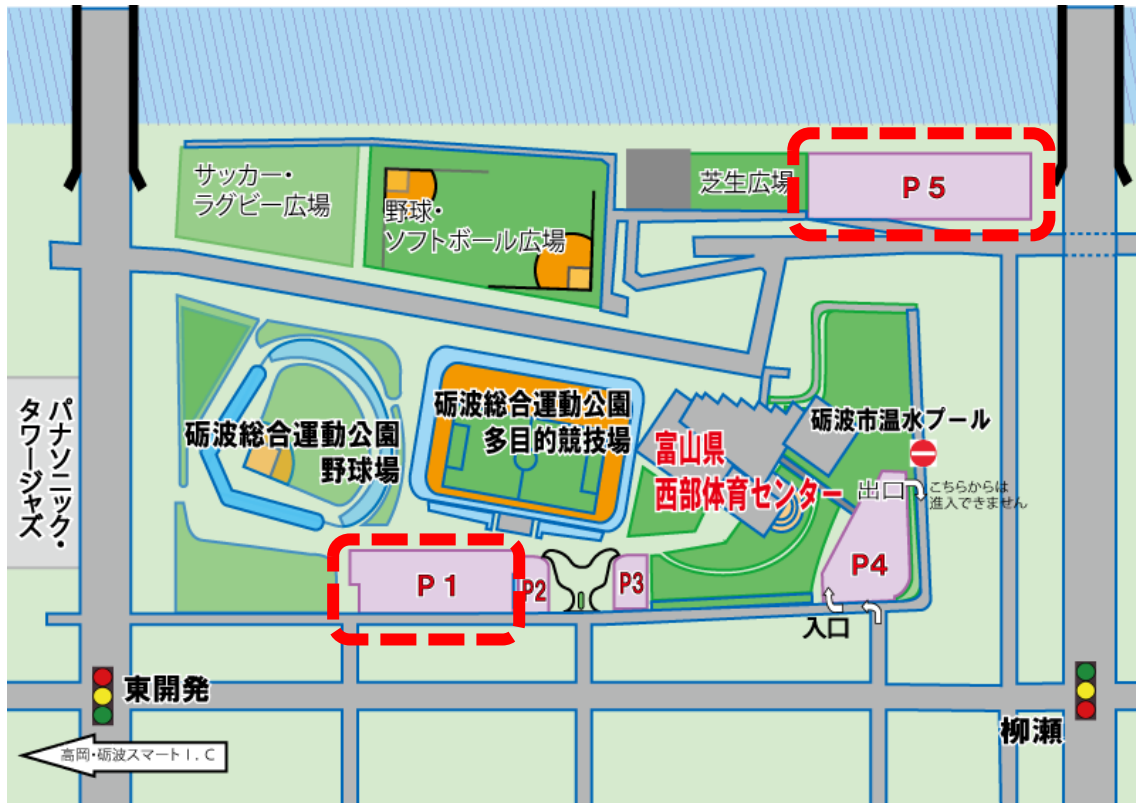 サッカー・
ラグビー広場
野球・
ソフトボール広場
芝生広場
P 5
パナソニック・
タワージャズ
砺波総合運動公園
野球場
砺波総合運動公園
多目的競技場
富山県
西部体育センター
砺波市温水プール
出口
こちらからは
進入できません
P 1
P2
P3
P4
入口
東開発
柳瀬
高岡・砺波スマートI.C